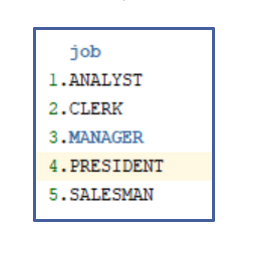 job
1.ANALYST
2.CLERK
3.MANAGER
4.PRESIDENT
5.SALESMAN